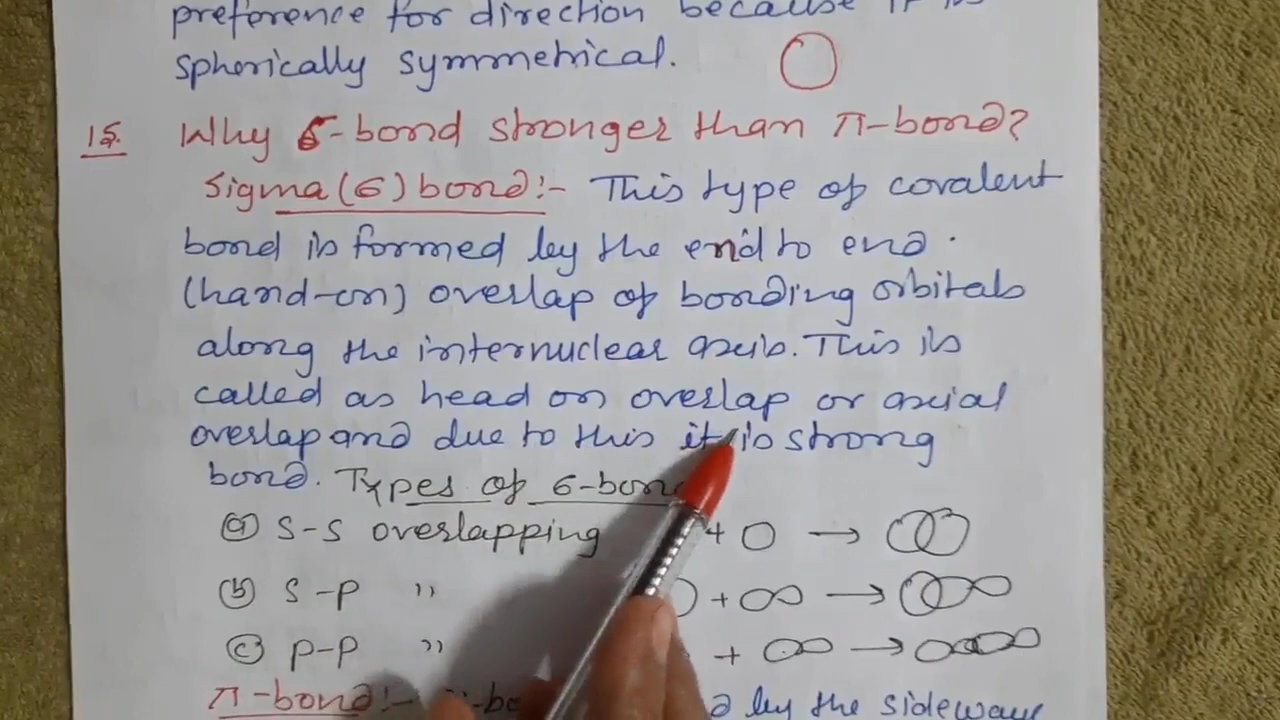 preference for direction because it is
spherically symmetrical.
15. Why σ-bond stronger than π-bond?
Sigma(σ) bond:- This type of covalent
bond is formed by the end to end
(hand-on) overlap of bonding orbitals
along the internuclear axis. This is
called as head on overlap or axial
overlap and due to this it is strong
bond. Types of σ-bond
(a) S-S overlapping + →
(b) S-P " + →
(c) P-P " + →
π-bond:- by the sideways